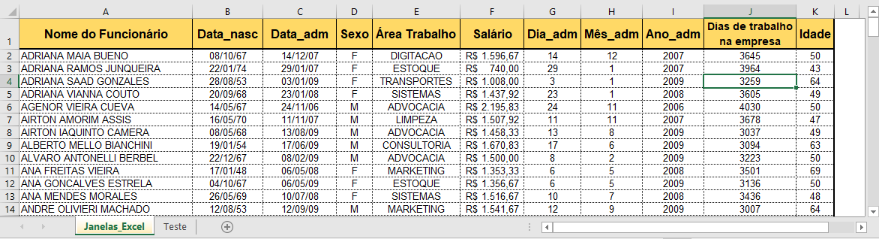 A B C D E F G H I J K L
1 Nome do Funcionário Data_nasc Data_adm Sexo Área Trabalho Salário Dia_adm Mês_adm Ano_adm Dias de trabalho na empresa Idade
2 ADRIANA MAIA BUENO 08/10/67 14/12/07 F DIGITACAO R$ 1.596,67 14 12 2007 3645 50
3 ADRIANA RAMOS JUNQUEIRA 22/01/74 29/01/07 F ESTOQUE R$ 740,00 29 1 2007 3964 43
4 ADRIANA SAAD GONZALES 28/08/53 03/01/09 F TRANSPORTES R$ 1.008,00 3 1 2009 3259 64
5 ADRIANA VIANNA COUTO 20/09/68 23/01/08 F SISTEMAS R$ 1.437,92 23 1 2008 3605 49
6 AGENOR VIEIRA CUEVA 14/05/67 24/11/06 M ADVOCACIA R$ 2.195,83 24 11 2006 4030 50
7 AIRTON AMORIM ASSIS 16/05/70 11/11/07 M LIMPEZA R$ 1.507,92 11 11 2007 3678 47
8 AIRTON IAQUINTO CAMERA 05/08/68 13/08/09 M ADVOCACIA R$ 1.458,33 13 8 2009 3037 49
9 ALBERTO MELLO BIANCHINI 19/01/54 17/06/09 M CONSULTORIA R$ 1.670,83 17 6 2009 3094 63
10 ALVARO ANTONELLI BERBEL 22/12/67 08/02/09 M ADVOCACIA R$ 1.500,00 8 2 2009 3223 50
11 ANA FREITAS VIEIRA 17/01/48 06/05/08 F MARKETING R$ 1.353,33 6 5 2008 3501 69
12 ANA GONCALVES ESTRELA 04/10/67 06/05/09 F ESTOQUE R$ 1.356,67 6 5 2009 3136 50
13 ANA MENDES MORALES 26/05/69 10/07/08 F SISTEMAS R$ 1.516,67 10 7 2008 3436 48
14 ANDRE OLIVIERI MACHADO 12/08/53 12/09/09 M MARKETING R$ 1.541,67 12 9 2009 3007 64
Janelas_Excel Teste